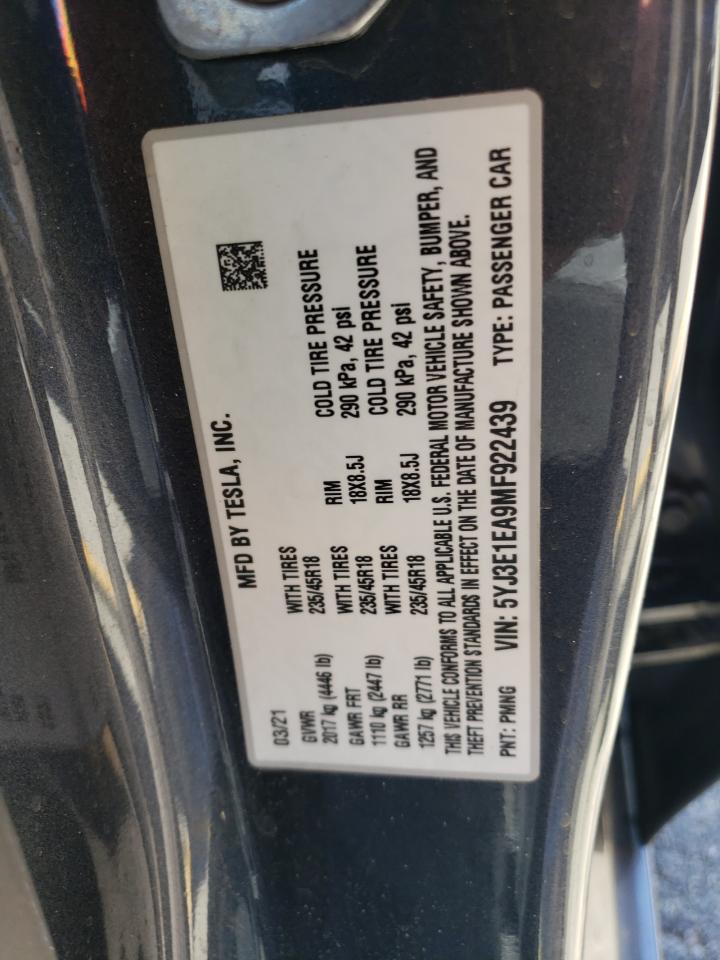 MFD BY TESLA, INC.
03/21
GVWR WITH TIRES
2017 kg (4446 lb) 235/45R18 RIM COLD TIRE PRESSURE
GAWR FRT WITH TIRES 18X8.5J 290 kPa, 42 psi
1110 kg (2447 lb) 235/45R18 RIM COLD TIRE PRESSURE
GAWR RR WITH TIRES 18X8.5J 290 kPa, 42 psi
1257 kg (2771 lb) 235/45R18
THIS VEHICLE CONFORMS TO ALL APPLICABLE U.S. FEDERAL MOTOR VEHICLE SAFETY, BUMPER, AND
THEFT PREVENTION STANDARDS IN EFFECT ON THE DATE OF MANUFACTURE SHOWN ABOVE.
PNT: PMNG VIN: 5YJ3E1EA9MF922439 TYPE: PASSENGER CAR